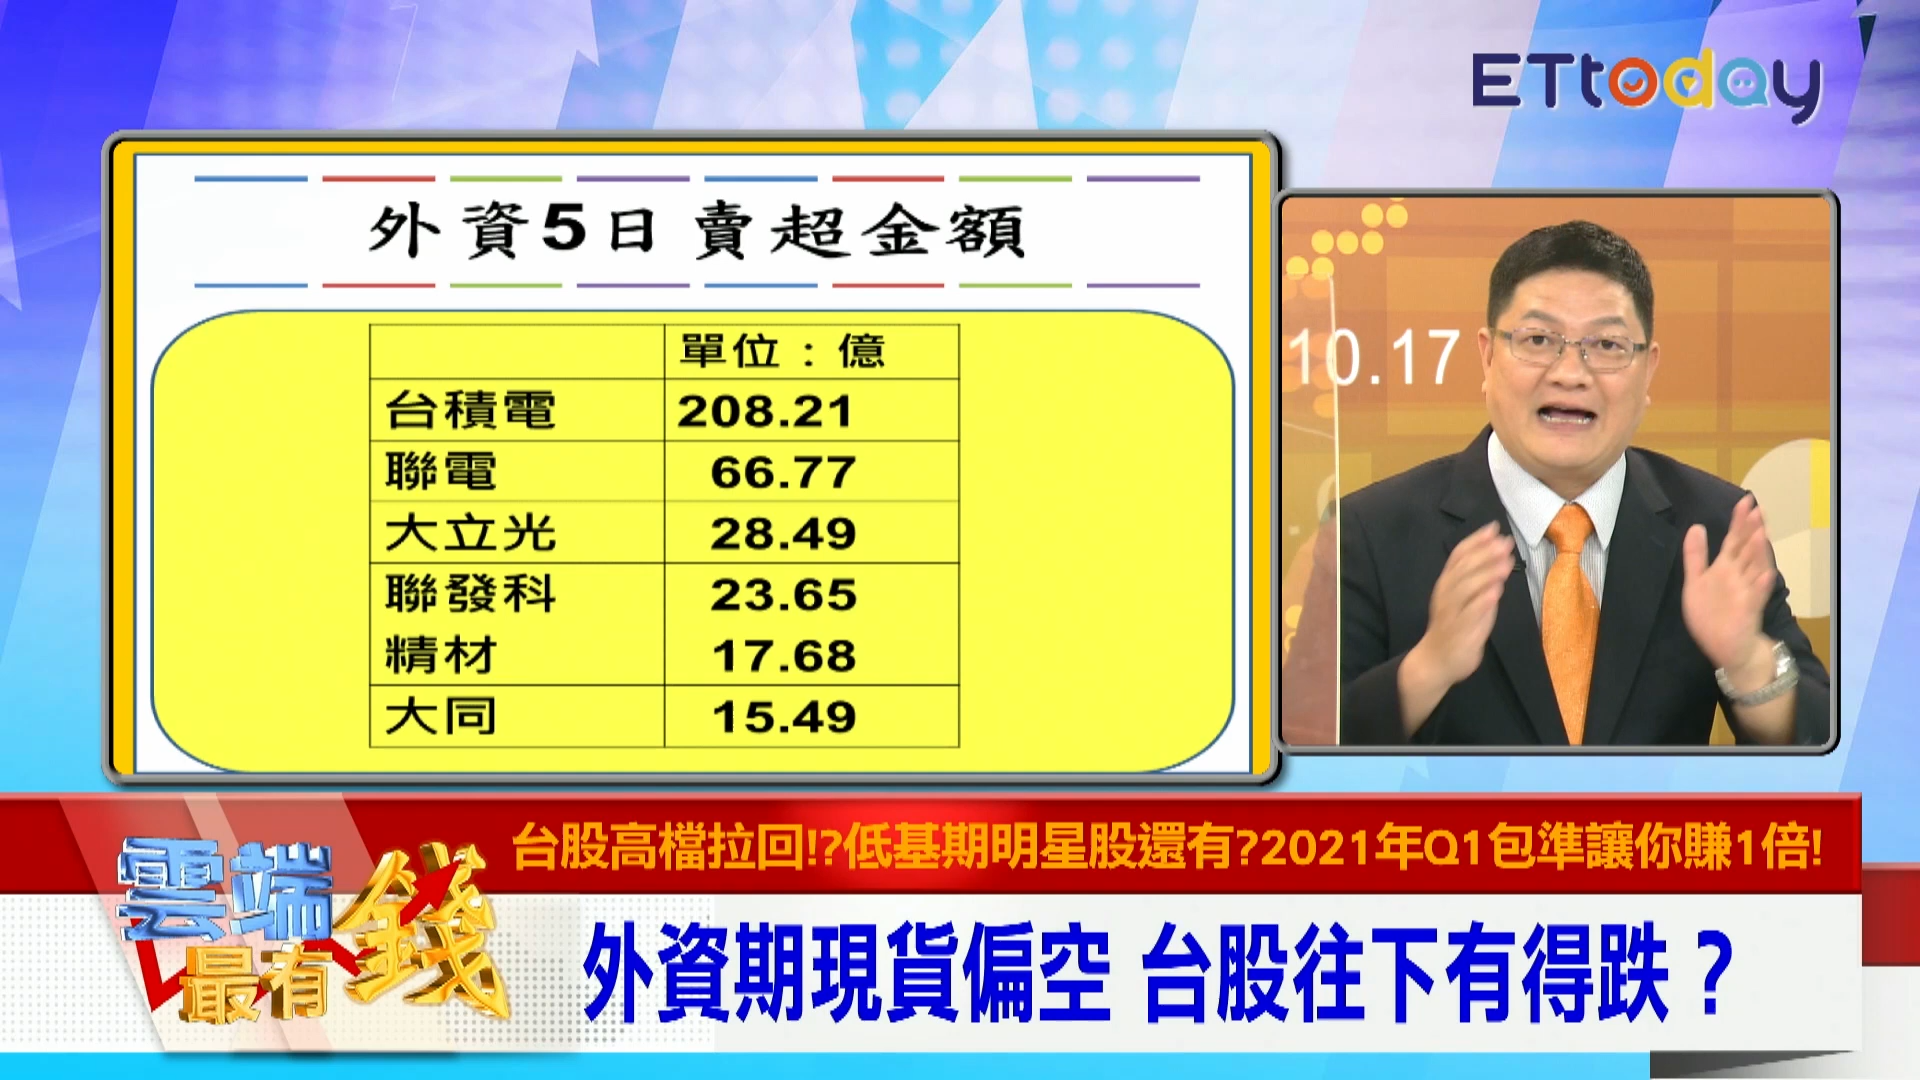 ETtoday
外資5日賣超金額
單位：億
台積電 208.21
聯電 66.77
大立光 28.49
聯發科 23.65
精材 17.68
大同 15.49
10.17
台股高檔拉回!?低基期明星股還有?2021年Q1包準讓你賺1倍!
雲端最有錢
外資期現貨偏空 台股往下有得跌？